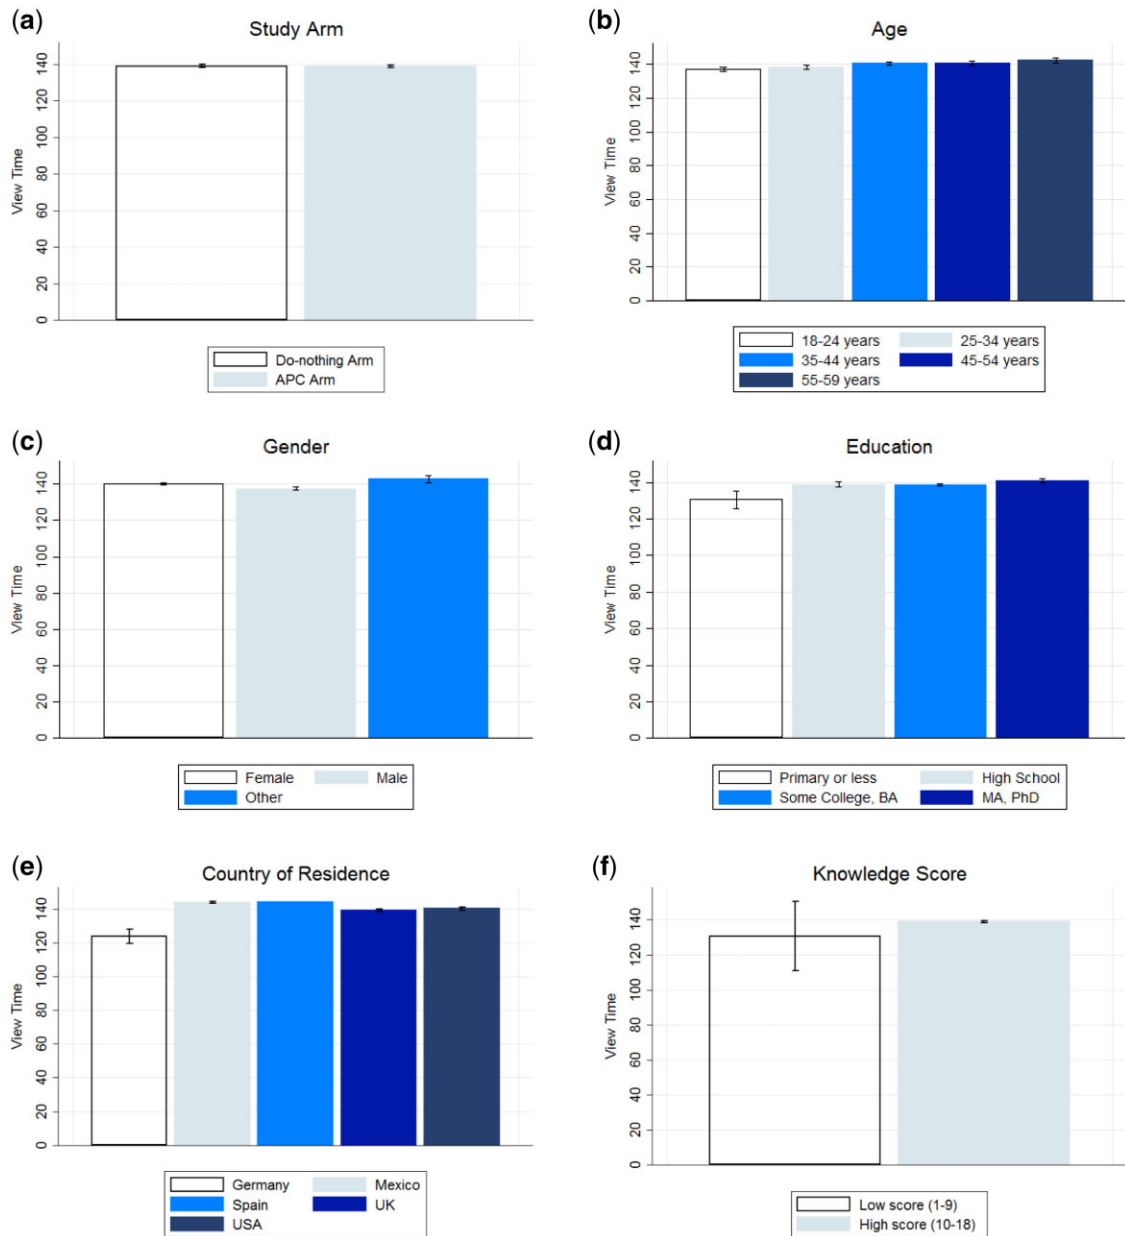 (a)
Study Arm
View Time
0 20 40 60 80 100 120 140
Do-nothing Arm
APC Arm
(b)
Age
View Time
0 20 40 60 80 100 120 140
18-24 years 25-34 years
35-44 years 45-54 years
55-59 years
(c)
Gender
View Time
0 20 40 60 80 100 120 140
Female Male
Other
(d)
Education
View Time
0 20 40 60 80 100 120 140
Primary or less High School
Some College, BA MA, PhD
(e)
Country of Residence
View Time
0 20 40 60 80 100 120 140
Germany Mexico
Spain UK
USA
(f)
Knowledge Score
View Time
0 20 40 60 80 100 120 140
Low score (1-9)
High score (10-18)